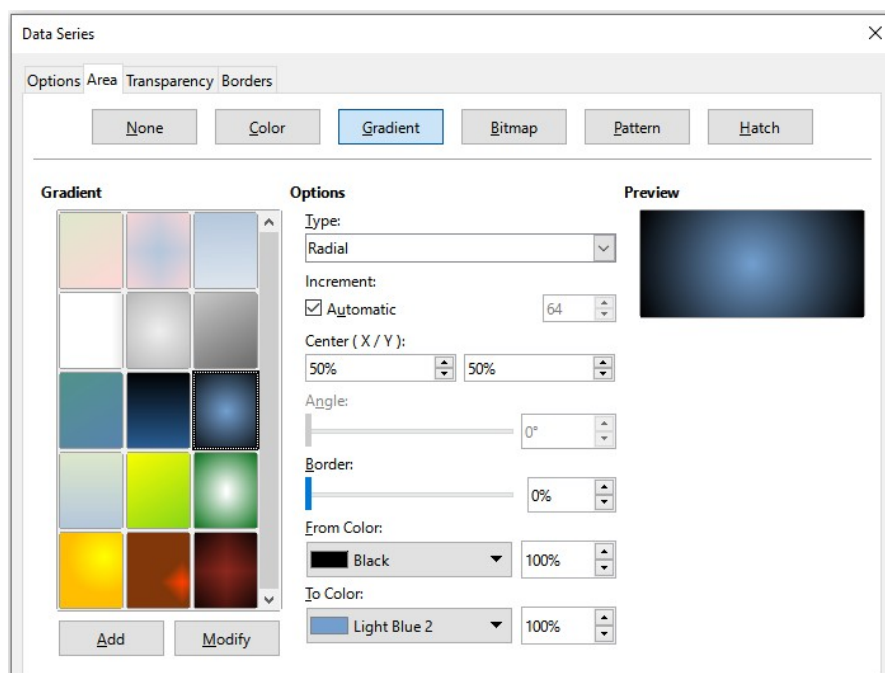 Data Series
Options Area Transparency Borders
None Color Gradient Bitmap Pattern Hatch
Gradient
Options
Preview
Type:
Radial
Increment:
Automatic 64
Center ( X / Y ):
50% 50%
Angle:
0°
Border:
0%
From Color:
Black 100%
To Color:
Light Blue 2 100%
Add Modify